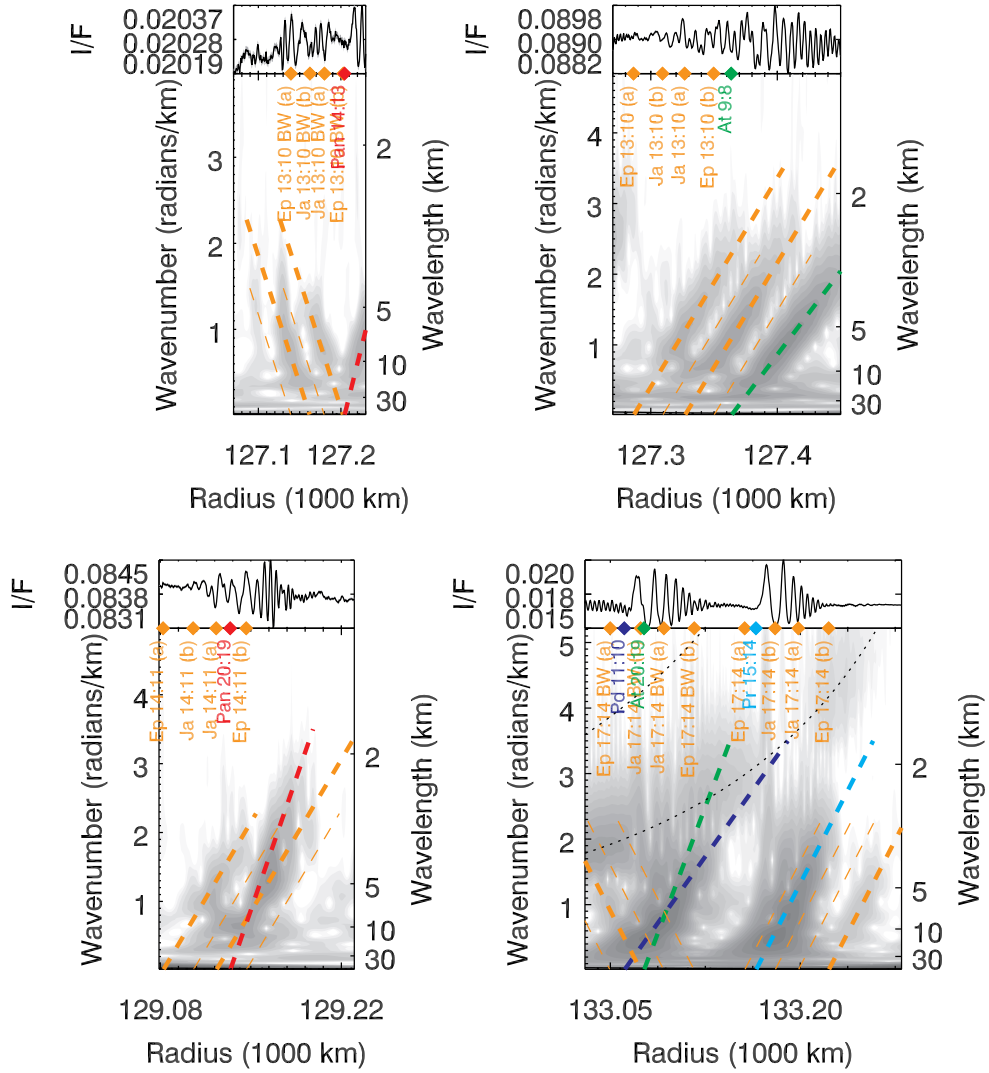 I/F
0.02037
0.02028
0.02019
Wavenumber (radians/km)
3
2
1
Ep 13:10 BW (a)
Ja 13:10 BW (b)
Ja 13:10 BW (a)
Ep 13:10 BW (b)
Pan 14:13
2
5
10
30
Wavelength (km)
127.1
127.2
Radius (1000 km)
I/F
0.0898
0.0890
0.0882
Wavenumber (radians/km)
4
3
2
1
Ep 13:10 (a)
Ja 13:10 (b)
Ja 13:10 (a)
Ep 13:10 (b)
At 9:8
2
5
10
30
Wavelength (km)
127.3
127.4
Radius (1000 km)
I/F
0.0845
0.0838
0.0831
Wavenumber (radians/km)
4
3
2
1
Ep 14:11 (a)
Ja 14:11 (b)
Ja 14:11 (a)
Pan 20:19
Ep 14:11 (b)
2
5
10
30
Wavelength (km)
129.08
129.22
Radius (1000 km)
I/F
0.020
0.018
0.015
Wavenumber (radians/km)
5
4
3
2
1
Ep 17:14 BW (a)
Pd 11:10
Ja 17:14 BW (b)
At 20:19
Ja 17:14 BW (a)
Ep 17:14 BW (b)
Ep 17:14 (a)
Pr 15:14
Ja 17:14 (b)
Ja 17:14 (a)
Ep 17:14 (b)
2
5
10
30
Wavelength (km)
133.05
133.20
Radius (1000 km)